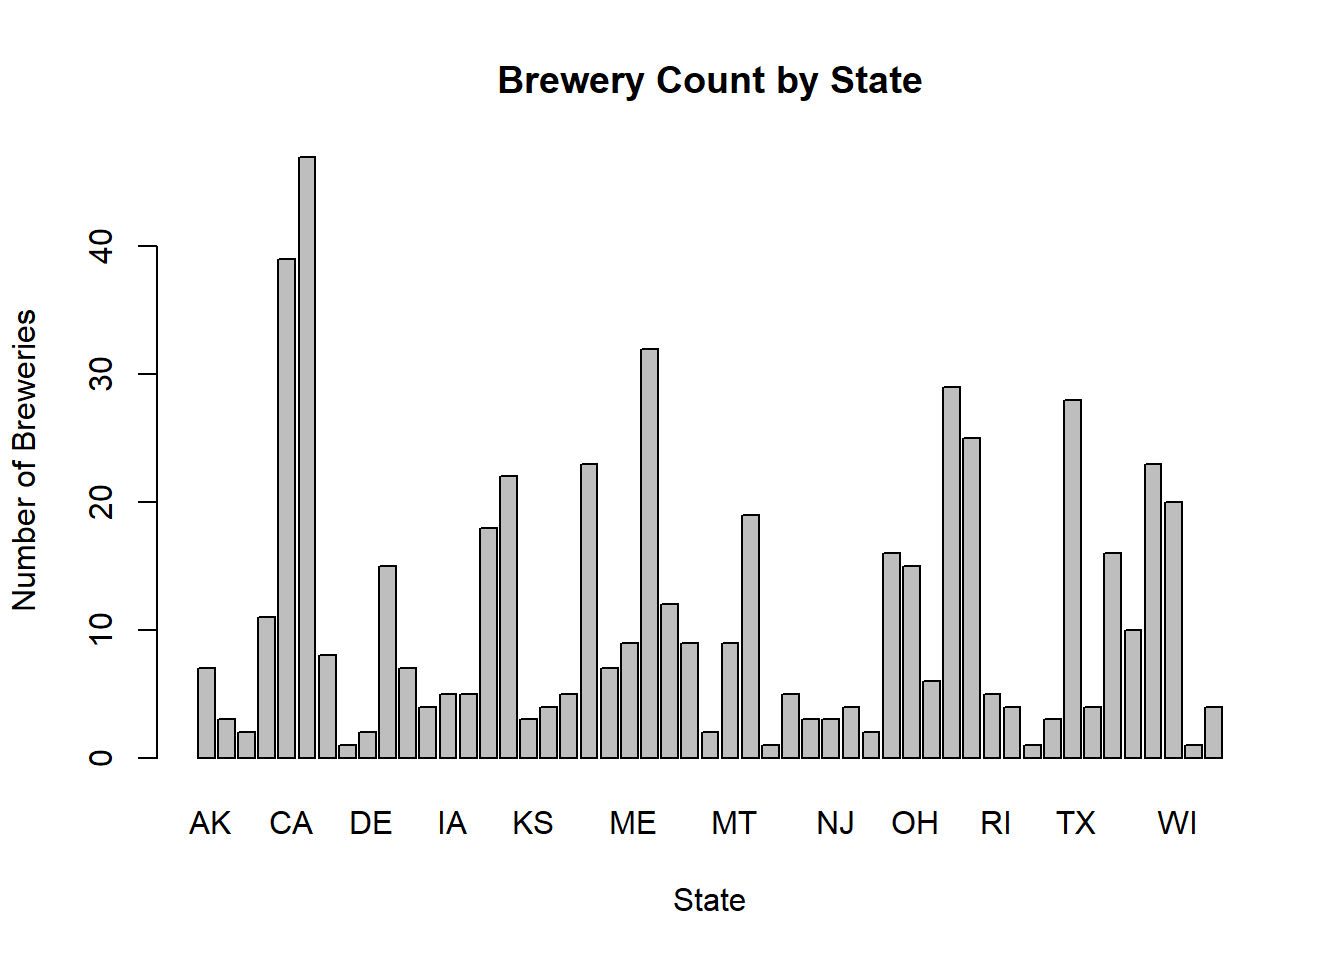 Brewery Count by State
Number of Breweries
40
30
20
10
0
AK CA DE IA KS ME MT NJ OH RI TX WI
State